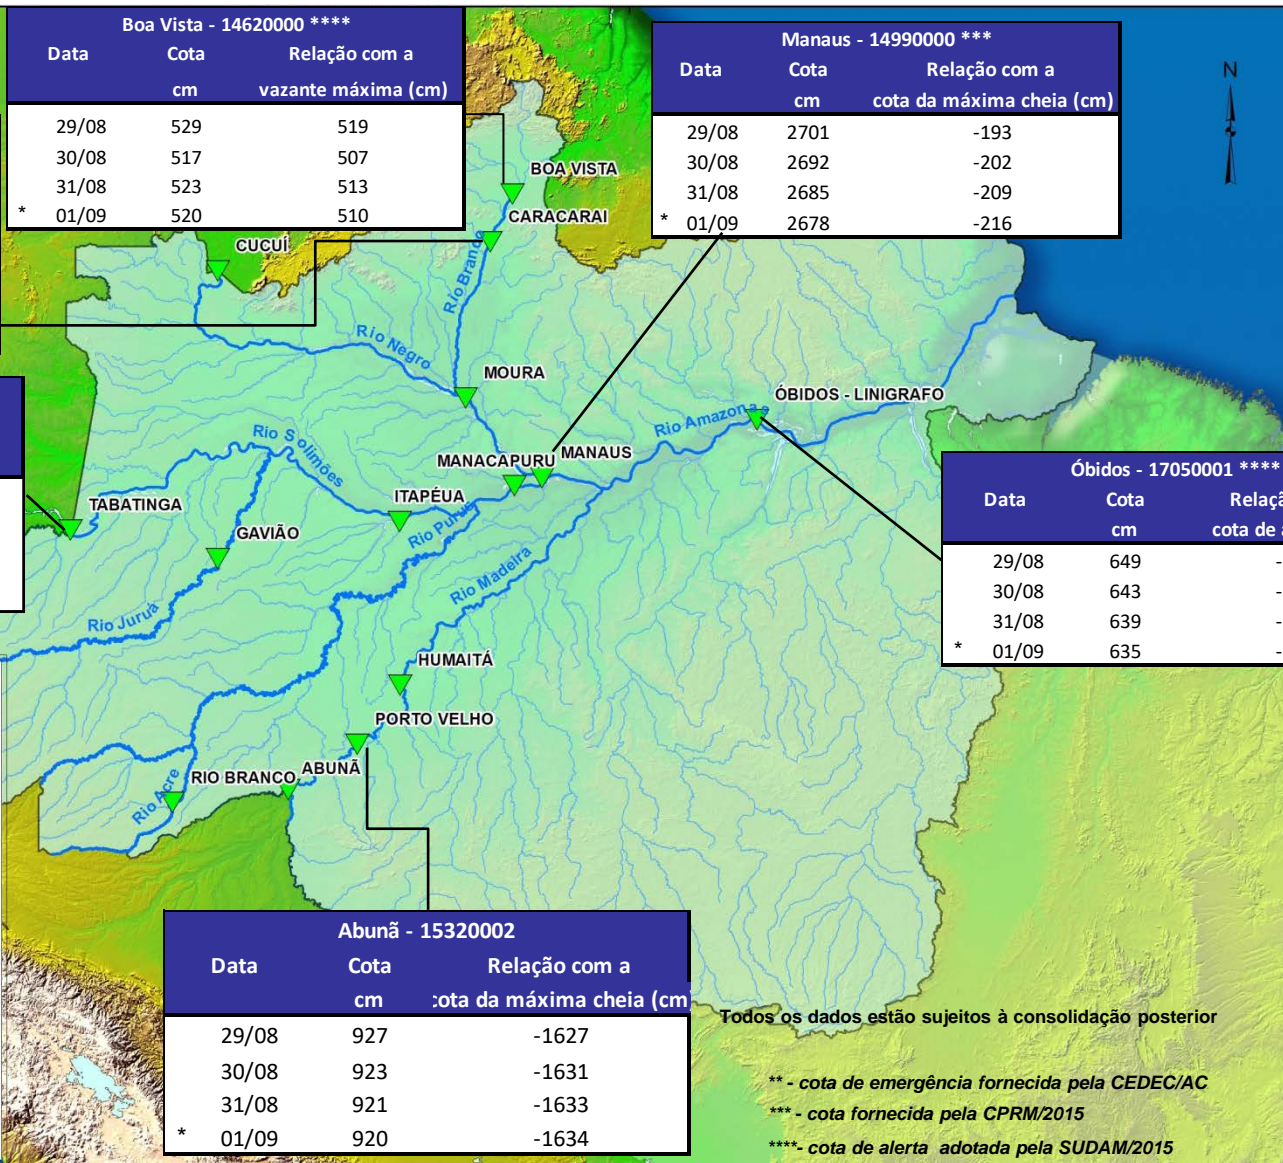 Boa Vista - 14620000 ****
Data Cota Relação com a
cm vazante máxima (cm)
29/08 529 519
30/08 517 507
31/08 523 513
* 01/09 520 510
Manaus - 14990000 ***
Data Cota Relação com a
cm cota da máxima cheia (cm)
29/08 2701 -193
30/08 2692 -202
31/08 2685 -209
* 01/09 2678 -216
N
BOA VISTA
CARACARAI
CUCUÍ
Rio Branco
Rio Negro
MOURA
ÓBIDOS - LINIGRAFO
Rio Amazonas
Rio Solimões
MANACAPURU
MANAUS
ITAPÉUA
TABATINGA
GAVIÃO
Rio Purus
Rio Madeira
Rio Juruá
Óbidos - 17050001 ****
Data Cota
cm cota de
29/08 649 -
30/08 643 -
31/08 639 -
* 01/09 635 -
HUMAITÁ
PORTO VELHO
ABUNÃ
RIO BRANCO
Rio Acre
Abunã - 15320002
Data Cota Relação com a
cm cota da máxima cheia (cm
29/08 927 -1627
30/08 923 -1631
31/08 921 -1633
* 01/09 920 -1634
Todos os dados estão sujeitos à consolidação posterior
** - cota de emergência fornecida pela CEDEC/AC
*** - cota fornecida pela CPRM/2015
****- cota de alerta adotada pela SUDAM/2015